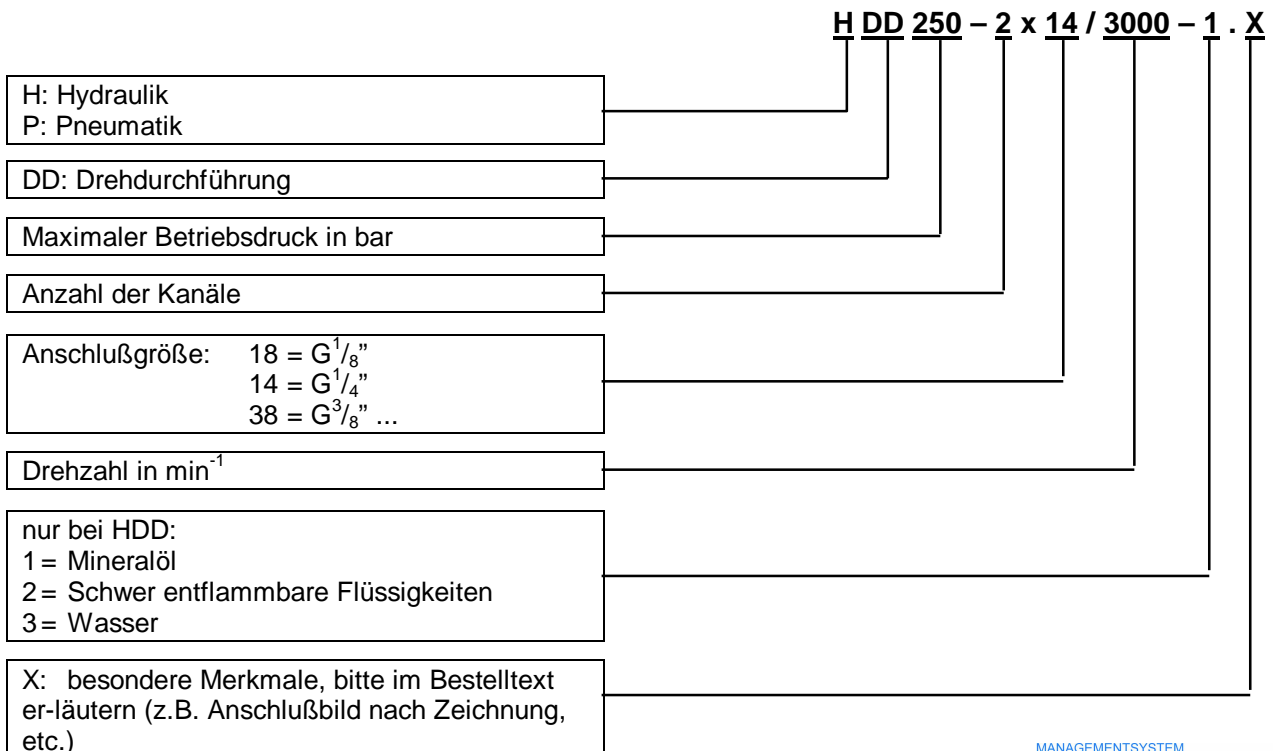 H DD 250 – 2 x 14 / 3000 – 1 . X
H: Hydraulik
P: Pneumatik
DD: Drehdurchführung
Maximaler Betriebsdruck in bar
Anzahl der Kanäle
Anschlußgröße: 18 = G1/8”
14 = G1/4”
38 = G3/8” ...
Drehzahl in min-1
nur bei HDD:
1 = Mineralöl
2 = Schwer entflammbare Flüssigkeiten
3 = Wasser
X: besondere Merkmale, bitte im Bestelltext
er-läutern (z.B. Anschlußbild nach Zeichnung,
etc.)
MANAGEMENTSYSTEM